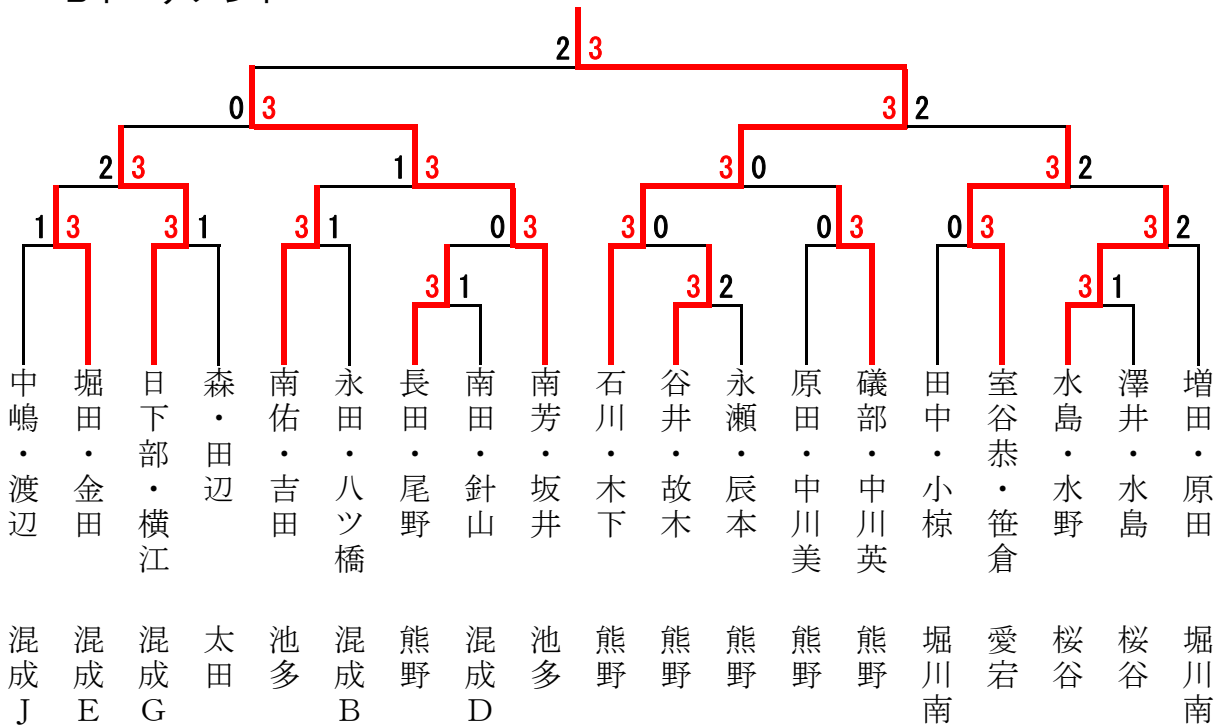 2 3
0 3
3 2
2 3
1 3
3 0
3 2
1 3
3 1
3 1
0 3
3 0
0 3
0 3
3 2
3 1
3 2
3 1
中嶋・渡辺
堀田・金田
日下部・横江
森・田辺
南佑・吉田
永田・八ツ橋
長田・尾野
南田・針山
南芳・坂井
石川・木下
谷井・故木
永瀬・辰本
原田・中川美
礒部・中川英
田中・小椋
室谷恭・笹倉
水島・水野
澤井・水島
増田・原田
混成J
混成E
混成G
太田
池多
混成B
熊野
混成D
池多
熊野
熊野
熊野
熊野
熊野
堀川南
愛宕
桜谷
桜谷
堀川南